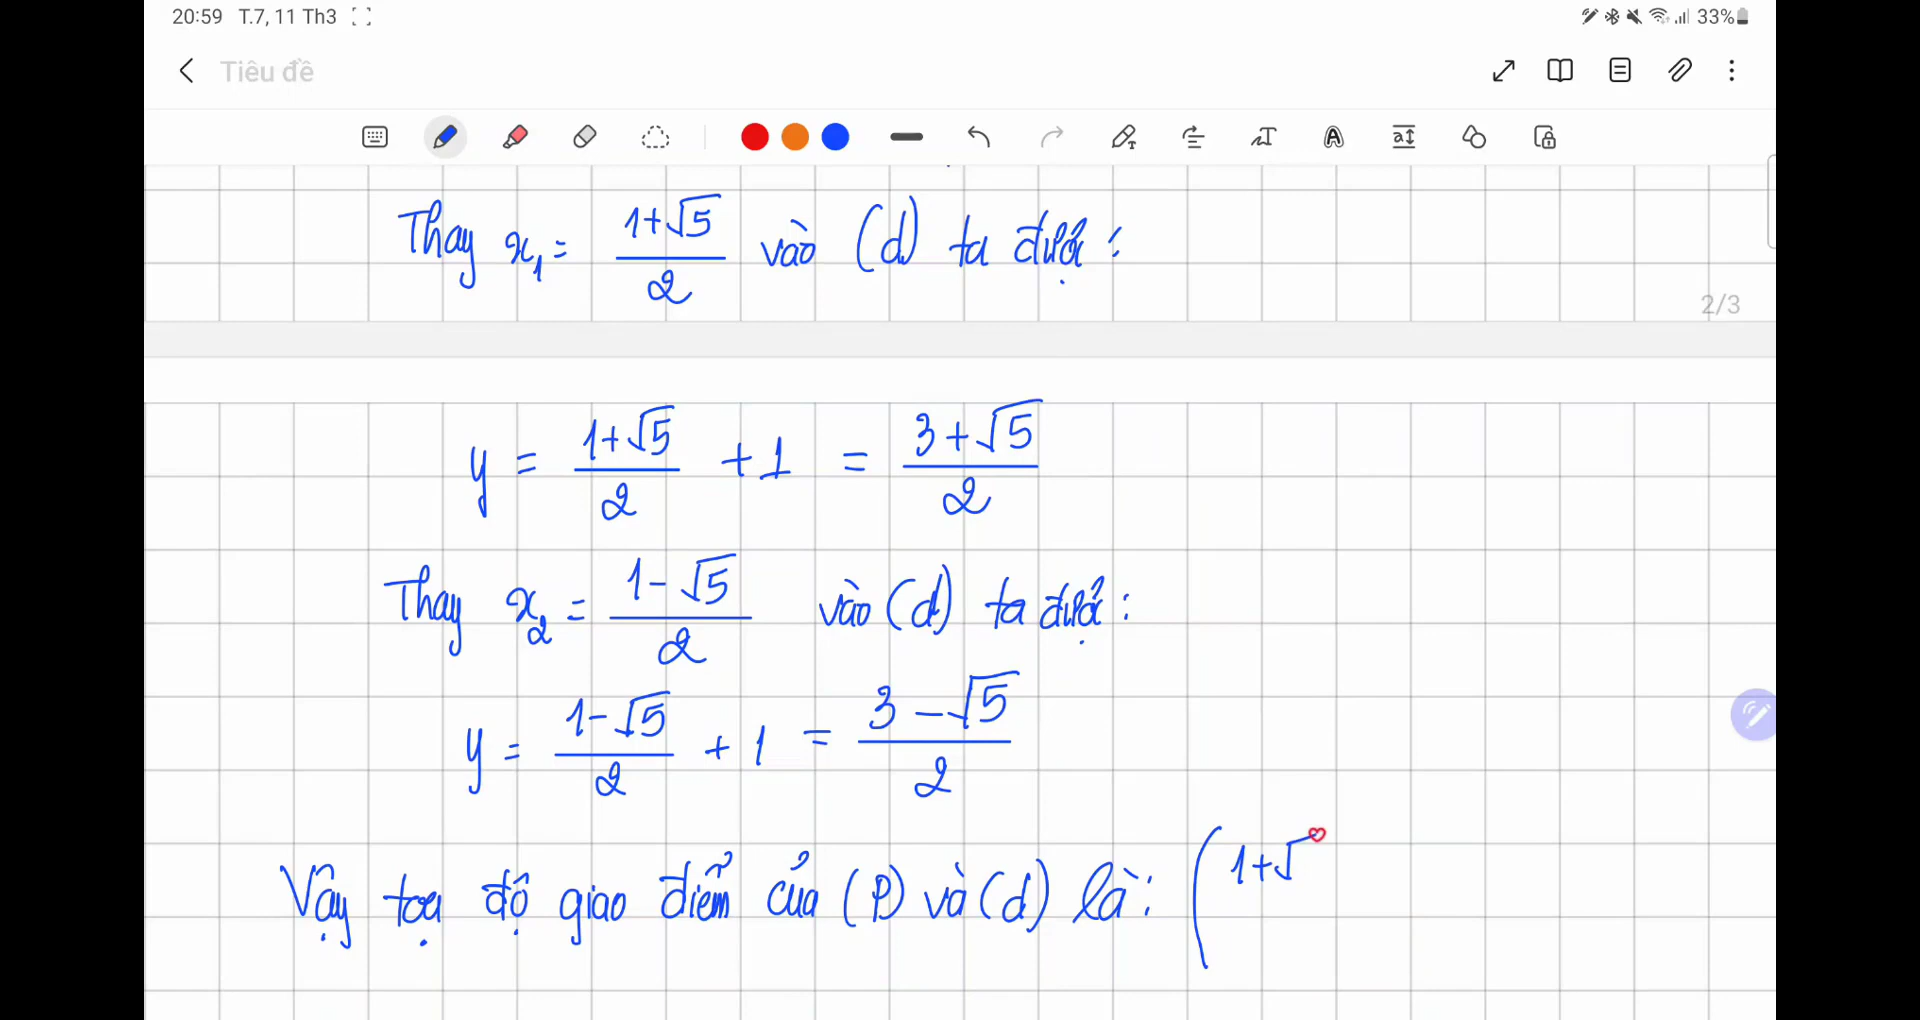 20:59 T.7, 11 Th3 33%
Tiêu đề
Thay x₁ = (1+√5)/2 vào (d) ta được :
2/3
y = (1+√5)/2 + 1 = (3+√5)/2
Thay x₂ = (1-√5)/2 vào (d) ta được :
y = (1-√5)/2 + 1 = (3-√5)/2
Vậy tọa độ giao điểm của (P) và (d) là : ( 1+√